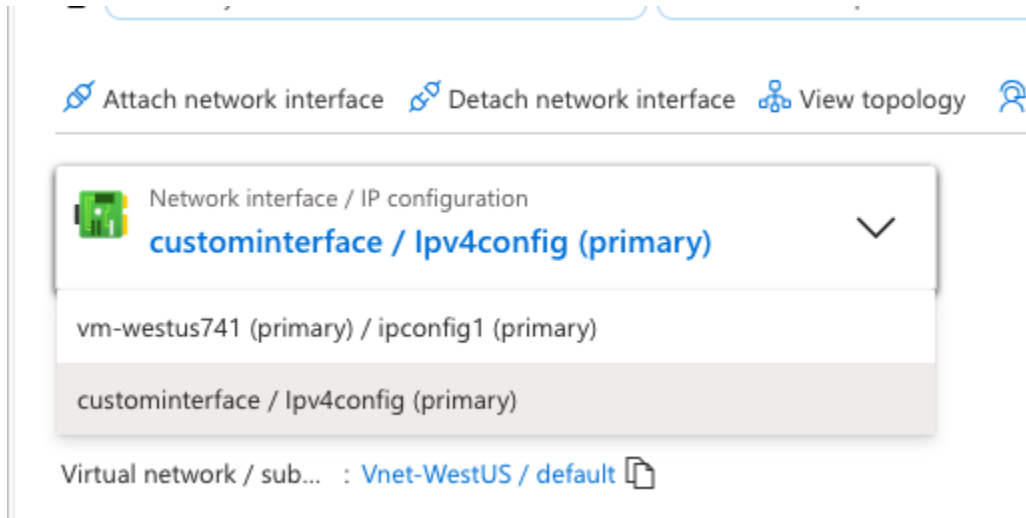 Attach network interface Detach network interface View topology
Network interface / IP configuration
custominterface / Ipv4config (primary)
vm-westus741 (primary) / ipconfig1 (primary)
custominterface / Ipv4config (primary)
Virtual network / sub... : Vnet-WestUS / default